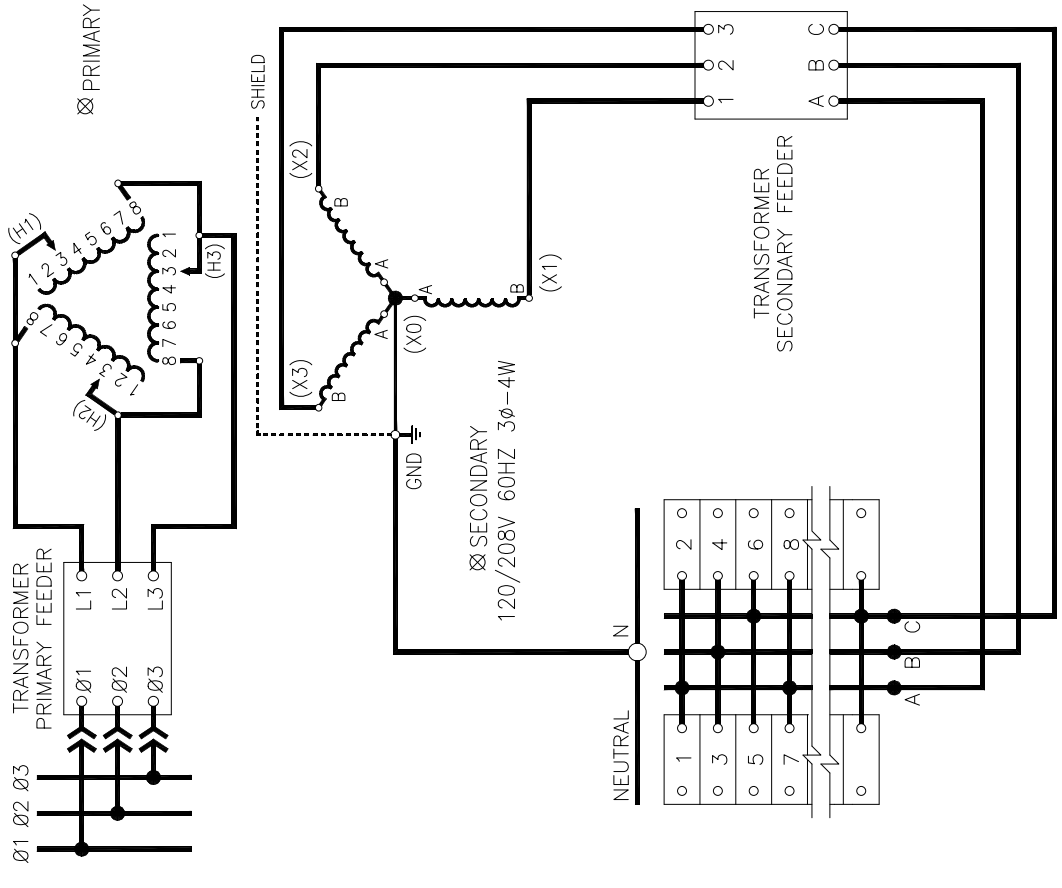 Ø1 Ø2 Ø3
TRANSFORMER
PRIMARY FEEDER
Ø1
L1
Ø2
L2
Ø3
L3
(H1)
1 2 3 4 5 6 7 8
(H2)
1 2 3 4 5 6 7 8
(H3)
8 7 6 5 4 3 2 1
PRIMARY
SHIELD
(X3)
B
A
(X2)
B
A
(X0)
A
B
(X1)
GND
SECONDARY
120/208V 60HZ 3ø-4W
3
2
1
C
B
A
TRANSFORMER
SECONDARY FEEDER
NEUTRAL
N
1
2
3
4
5
6
7
8
A
B
C